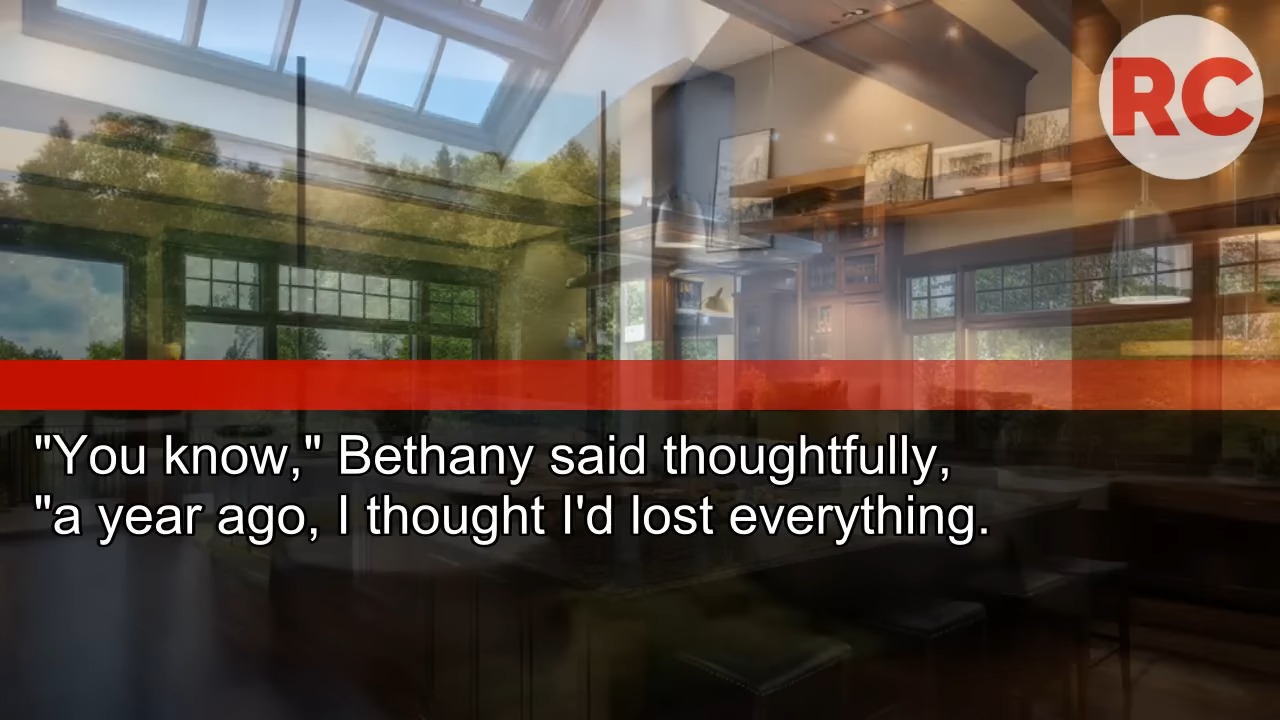 RC
"You know," Bethany said thoughtfully,
"a year ago, I thought I'd lost everything.